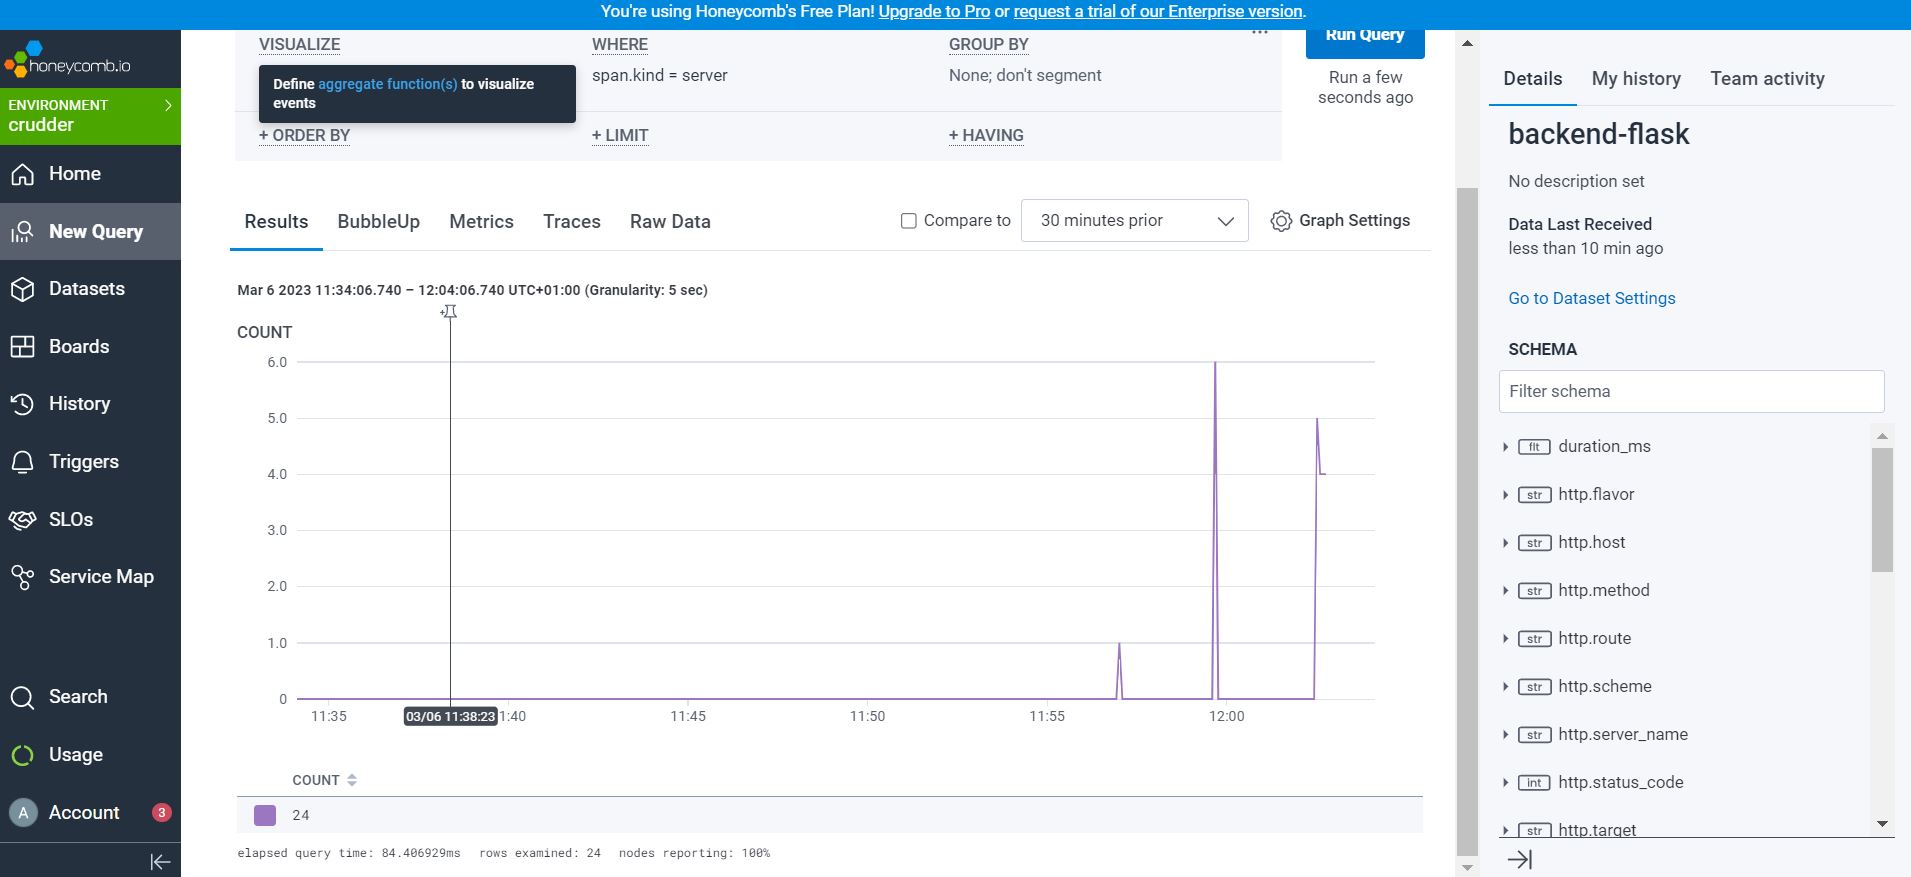 You're using Honeycomb's Free Plan! Upgrade to Pro or request a trial of our Enterprise version.
honeycomb.io
ENVIRONMENT
crudder
Home
New Query
Datasets
Boards
History
Triggers
SLOs
Service Map
Search
Usage
A Account 3
VISUALIZE WHERE GROUP BY
Define aggregate function(s) to visualize
events
span.kind = server
None; don't segment
+ ORDER BY + LIMIT + HAVING
Run Query
Run a few
seconds ago
Results BubbleUp Metrics Traces Raw Data
Compare to 30 minutes prior Graph Settings
Mar 6 2023 11:34:06.740 – 12:04:06.740 UTC+01:00 (Granularity: 5 sec)
COUNT
6.0
5.0
4.0
3.0
2.0
1.0
0
11:35 03/06 11:38:23 1:40 11:45 11:50 11:55 12:00
COUNT
24
elapsed query time: 84.406929ms rows examined: 24 nodes reporting: 100%
Details My history Team activity
backend-flask
No description set
Data Last Received
less than 10 min ago
Go to Dataset Settings
SCHEMA
Filter schema
flt duration_ms
str http.flavor
str http.host
str http.method
str http.route
str http.scheme
str http.server_name
int http.status_code
str http.target